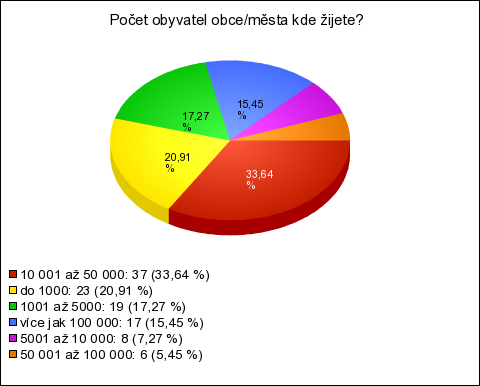 Počet obyvatel obce/města kde žijete?
15,45
%
17,27
%
20,91
%
33,64
%
10 001 až 50 000: 37 (33,64 %)
do 1000: 23 (20,91 %)
1001 až 5000: 19 (17,27 %)
více jak 100 000: 17 (15,45 %)
5001 až 10 000: 8 (7,27 %)
50 001 až 100 000: 6 (5,45 %)